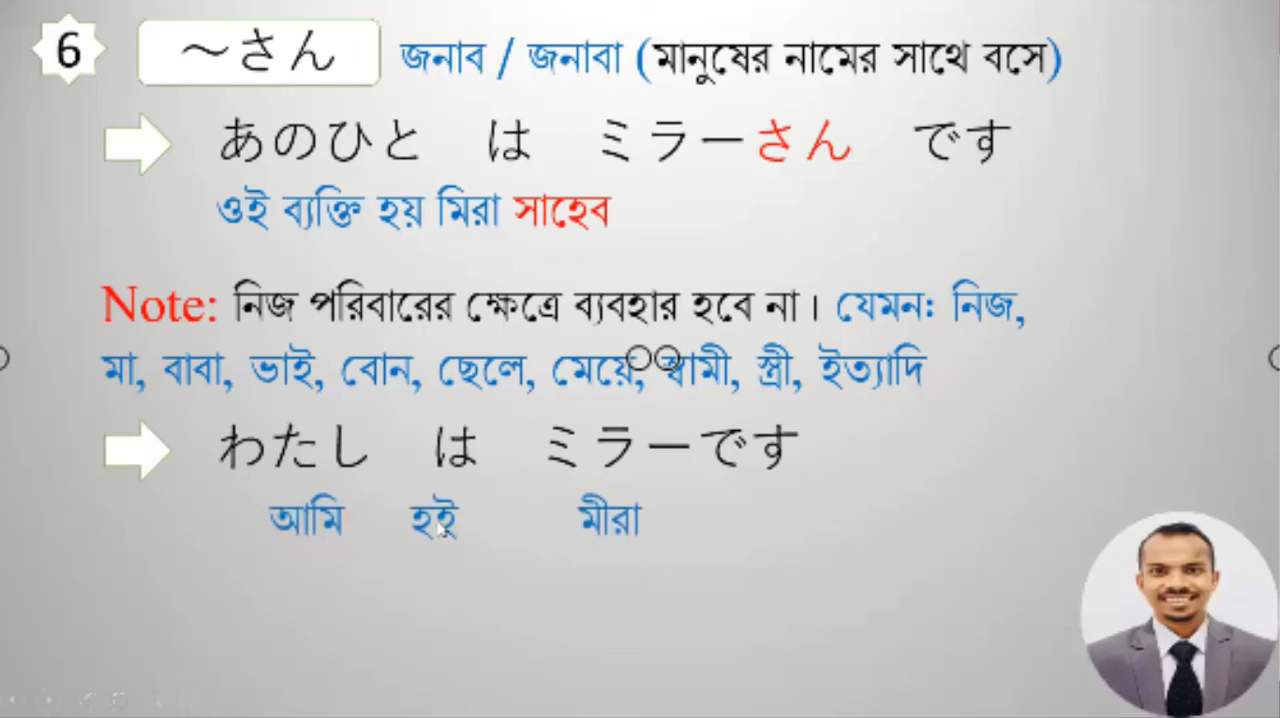 6 ～さん জনাব / জনাবা (মানুষের নামের সাথে বসে)
あのひと は ミラーさん です
ওই ব্যক্তি হয় মিরা সাহেব
Note: নিজ পরিবারের ক্ষেত্রে ব্যবহার হবে না। যেমনঃ নিজ,
মা, বাবা, ভাই, বোন, ছেলে, মেয়ে, স্বামী, স্ত্রী, ইত্যাদি
わたし は ミラーです
আমি হই মীরা